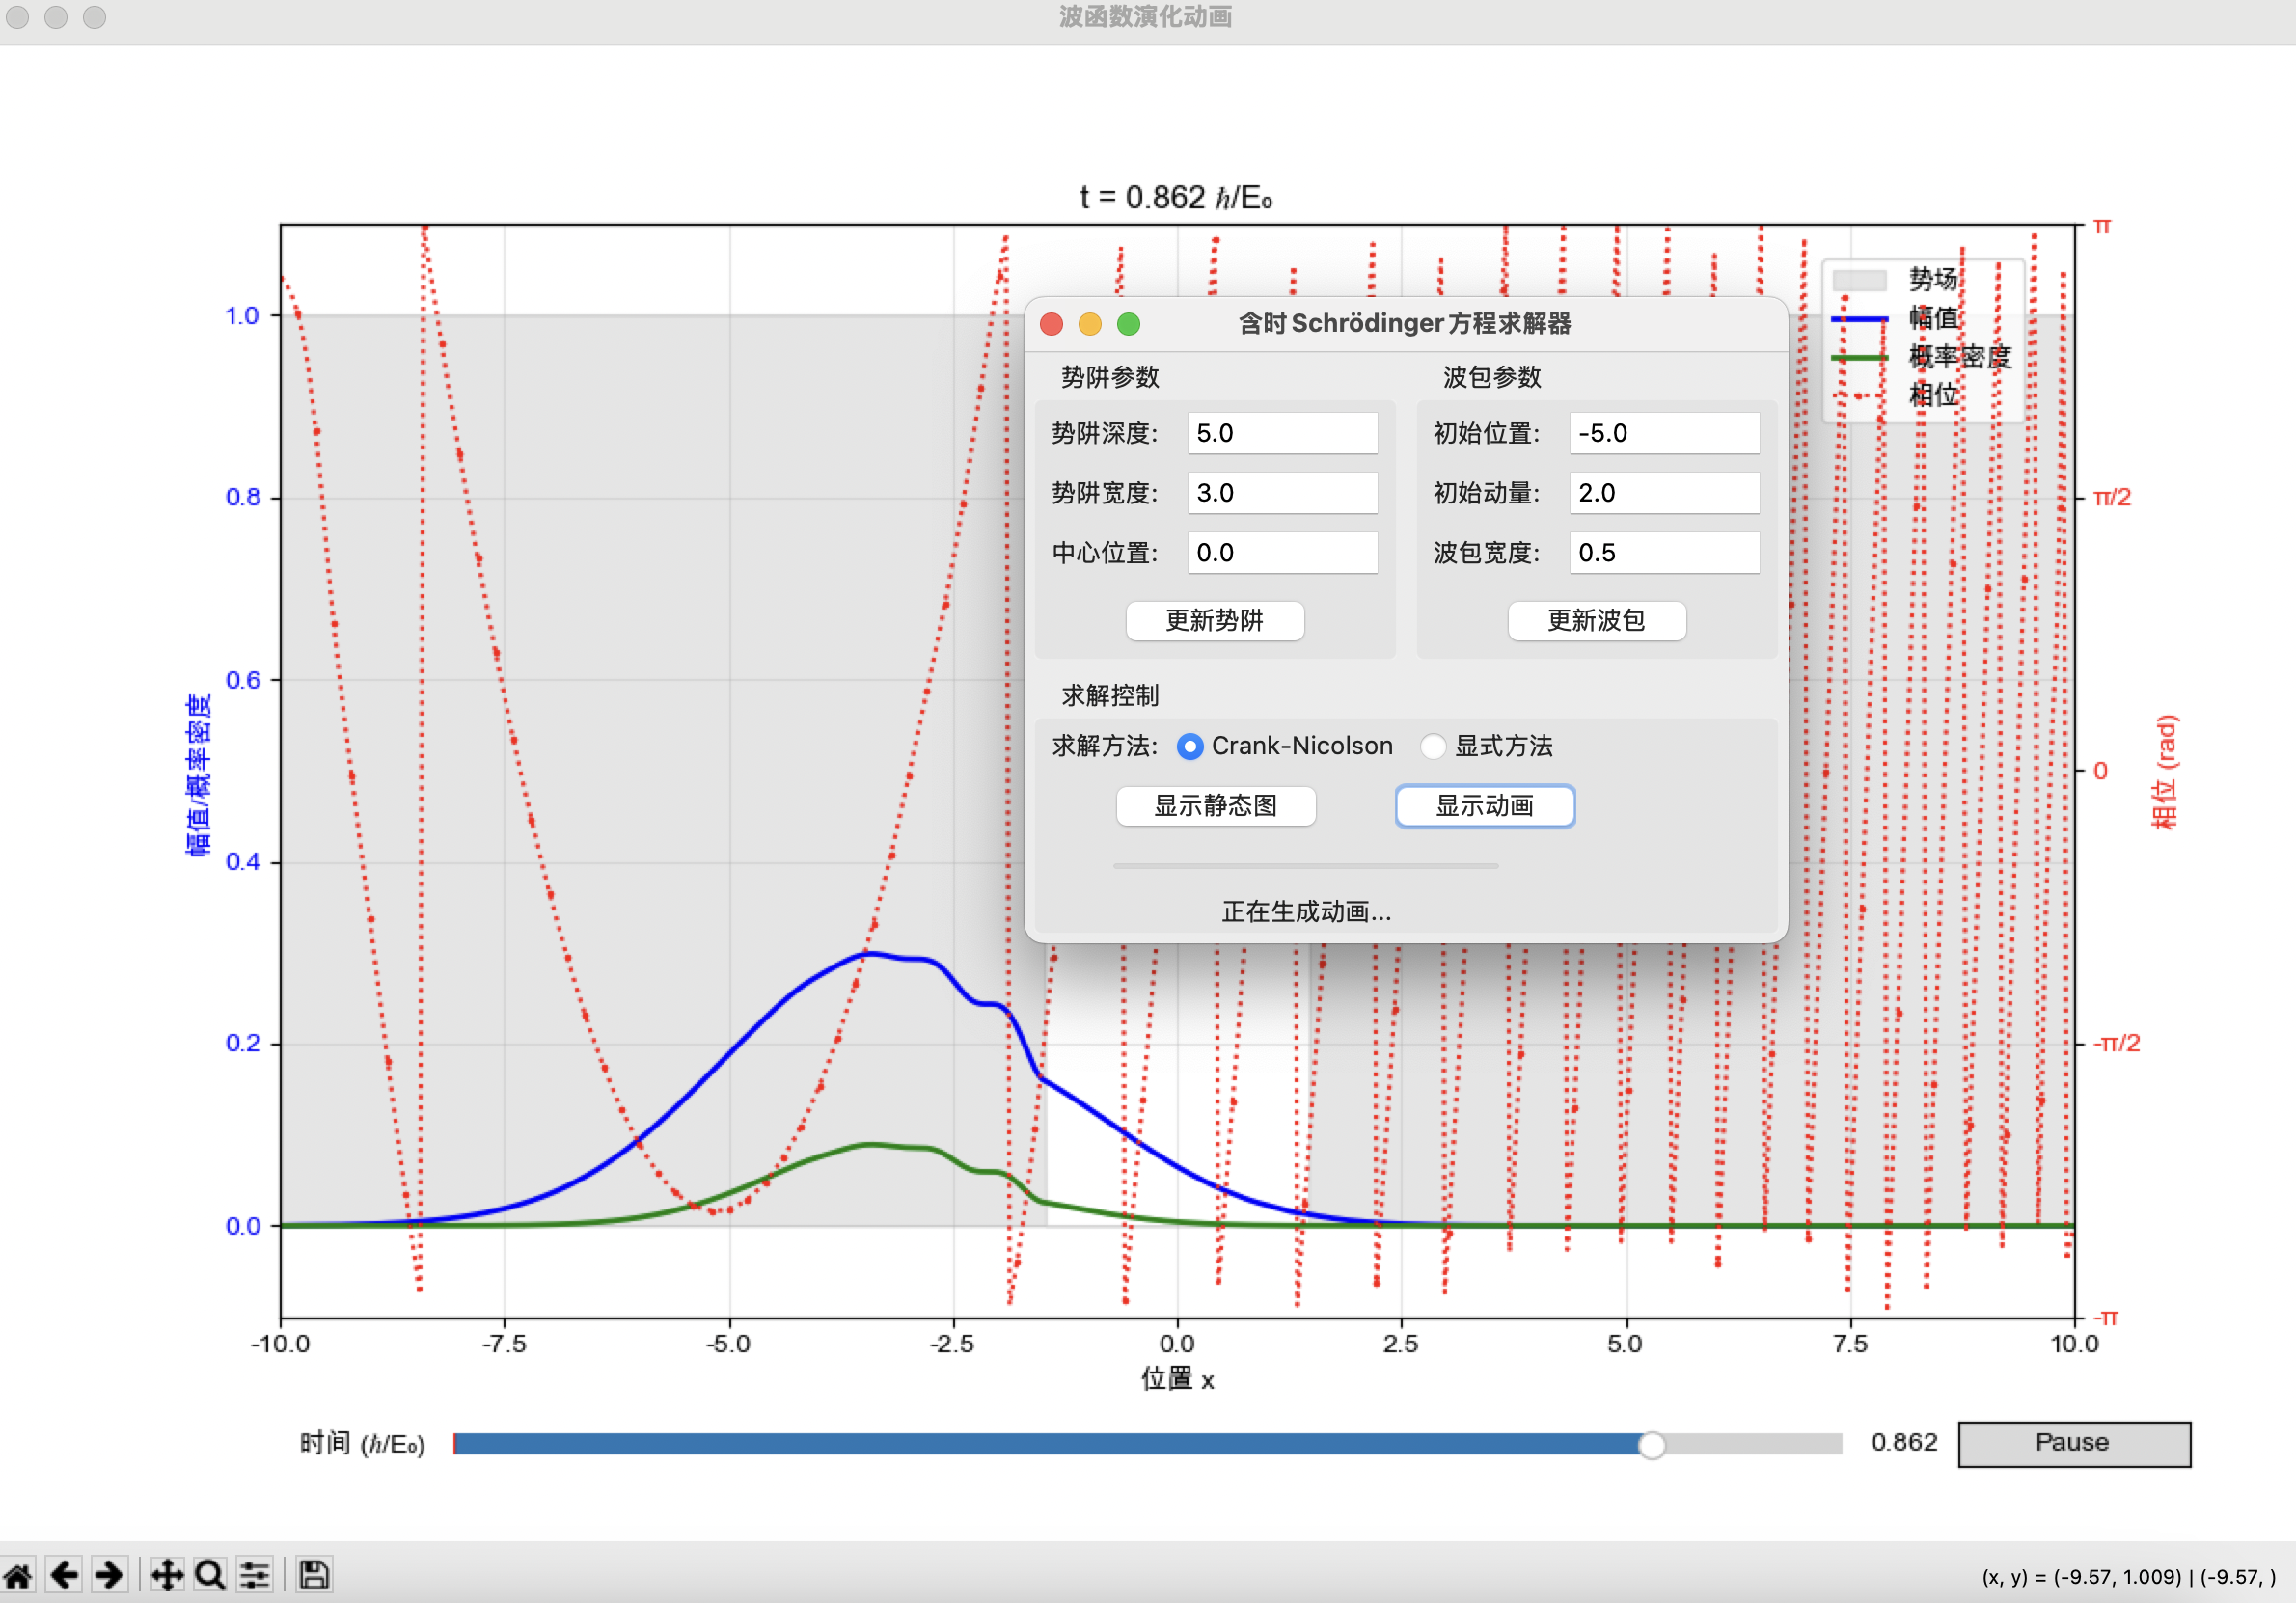 波函数演化动画
t = 0.862 ℏ/E₀
势场
幅值
概率密度
相位
幅值/概率密度
1.0
0.8
0.6
0.4
0.2
0.0
π
π/2
0
-π/2
-π
相位 (rad)
-10.0 -7.5 -5.0 -2.5 0.0 2.5 5.0 7.5 10.0
位置 x
含时 Schrödinger 方程求解器
势阱参数
势阱深度: 5.0
势阱宽度: 3.0
中心位置: 0.0
更新势阱
波包参数
初始位置: -5.0
初始动量: 2.0
波包宽度: 0.5
更新波包
求解控制
求解方法: Crank-Nicolson 显式方法
显示静态图 显示动画
正在生成动画...
时间 (ℏ/E₀) 0.862 Pause
(x, y) = (-9.57, 1.009) | (-9.57, )